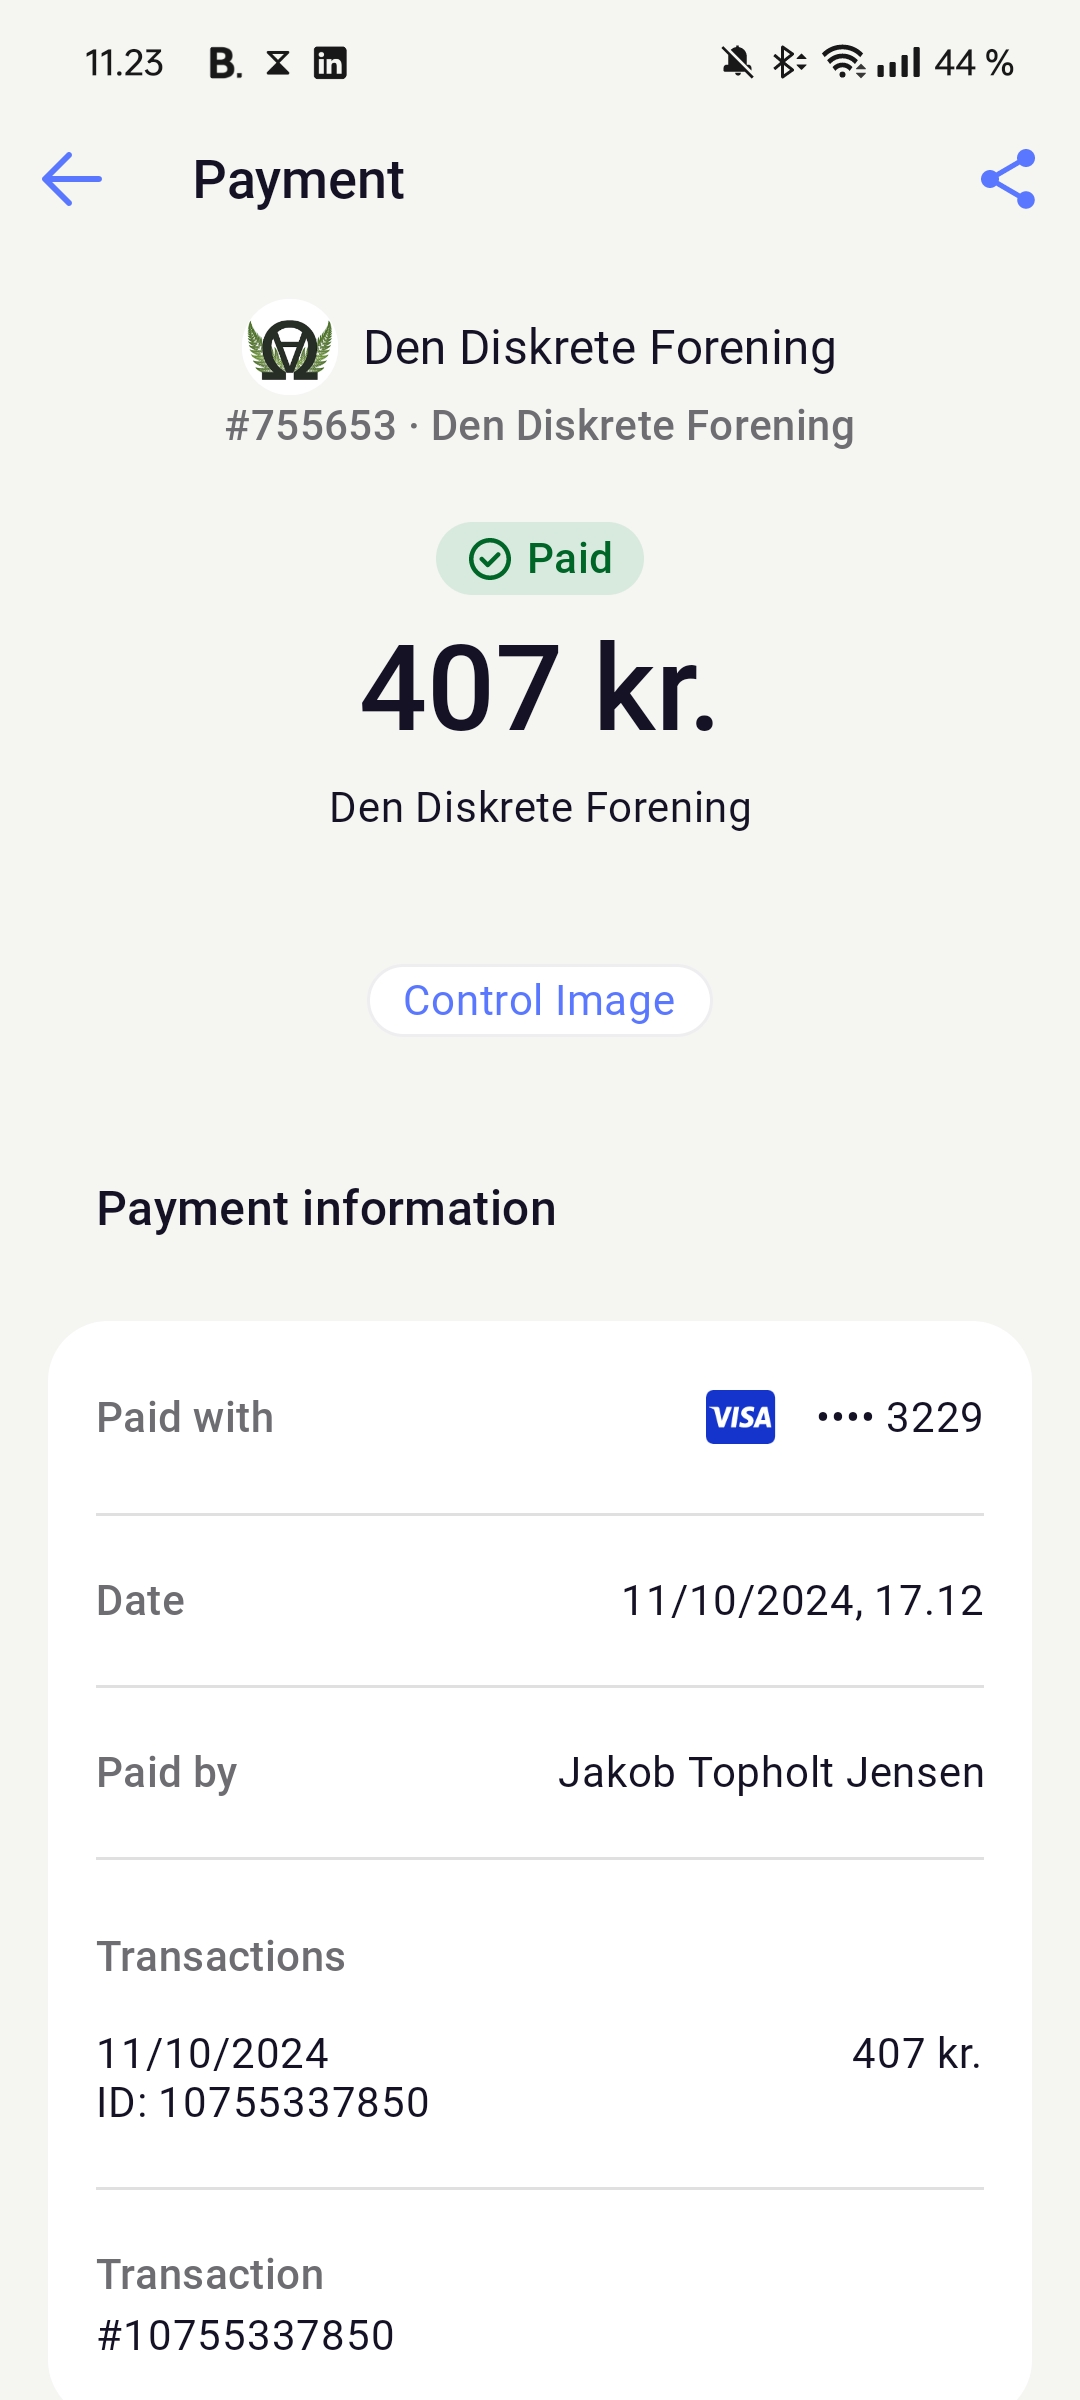 11.23 B. in 44 %
Payment
Den Diskrete Forening
#755653 · Den Diskrete Forening
Paid
407 kr.
Den Diskrete Forening
Control Image
Payment information
Paid with VISA •••• 3229
Date 11/10/2024, 17.12
Paid by Jakob Topholt Jensen
Transactions
11/10/2024 407 kr.
ID: 10755337850
Transaction
#10755337850